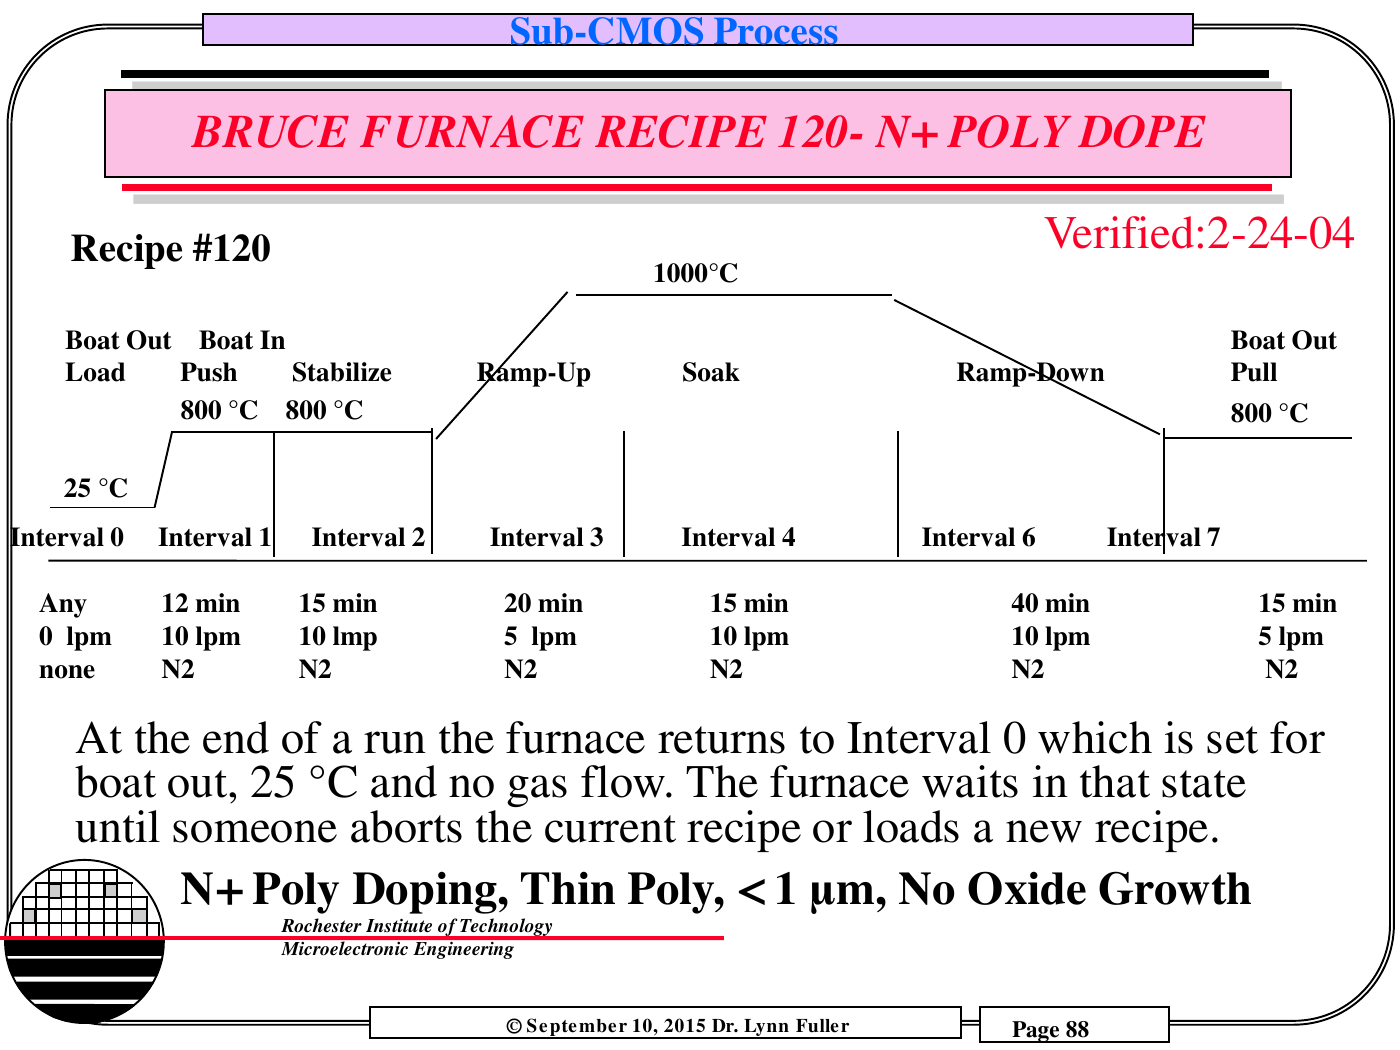 Sub-CMOS Process
BRUCE FURNACE RECIPE 120- N+ POLY DOPE
Verified:2-24-04
Recipe #120
1000°C
Boat Out Boat In Boat Out
Load Push Stabilize Ramp-Up Soak Ramp-Down Pull
800 °C 800 °C 800 °C
25 °C
Interval 0 Interval 1 Interval 2 Interval 3 Interval 4 Interval 6 Interval 7
Any 12 min 15 min 20 min 15 min 40 min 15 min
0 lpm 10 lpm 10 lmp 5 lpm 10 lpm 10 lpm 5 lpm
none N2 N2 N2 N2 N2 N2
At the end of a run the furnace returns to Interval 0 which is set for
boat out, 25 °C and no gas flow. The furnace waits in that state
until someone aborts the current recipe or loads a new recipe.
N+ Poly Doping, Thin Poly, < 1 µm, No Oxide Growth
Rochester Institute of Technology
Microelectronic Engineering
© September 10, 2015 Dr. Lynn Fuller
Page 88